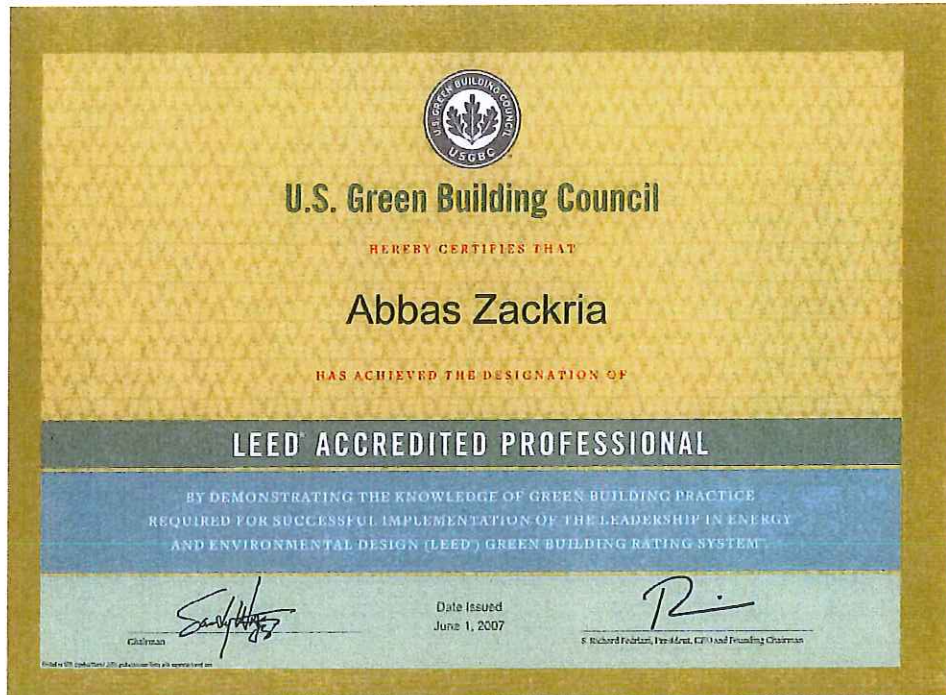 U.S. GREEN BUILDING COUNCIL
USGBC
U.S. Green Building Council
HEREBY CERTIFIES THAT
Abbas Zackria
HAS ACHIEVED THE DESIGNATION OF
LEED® ACCREDITED PROFESSIONAL
BY DEMONSTRATING THE KNOWLEDGE OF GREEN BUILDING PRACTICE
REQUIRED FOR SUCCESSFUL IMPLEMENTATION OF THE LEADERSHIP IN ENERGY
AND ENVIRONMENTAL DESIGN (LEED®) GREEN BUILDING RATING SYSTEM™.
Date Issued
June 1, 2007
Chairman
S. Richard Fedrizzi, President, CEO and Founding Chairman